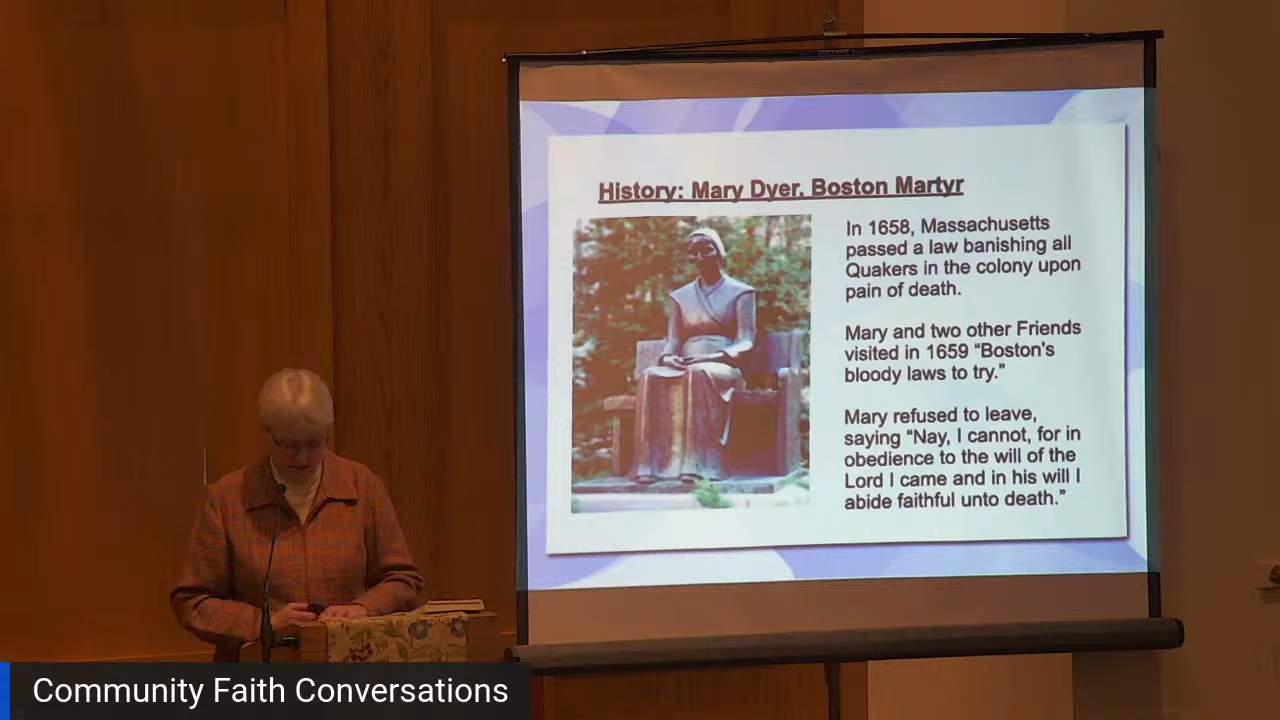 History: Mary Dyer, Boston Martyr
In 1658, Massachusetts
passed a law banishing all
Quakers in the colony upon
pain of death.
Mary and two other Friends
visited in 1659 “Boston's
bloody laws to try.”
Mary refused to leave,
saying “Nay, I cannot, for in
obedience to the will of the
Lord I came and in his will I
abide faithful unto death.”
Community Faith Conversations